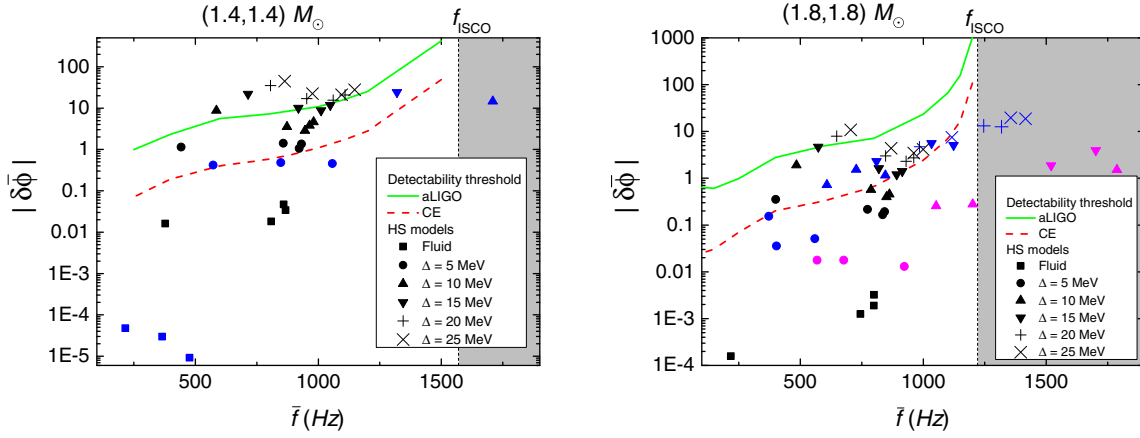 (1.4,1.4) M⊙
f_ISCO
100
10
1
0.1
0.01
1E-3
1E-4
1E-5
|δϕ̄|
500
1000
1500
f̄ (Hz)
Detectability threshold
aLIGO
CE
HS models
Fluid
Δ = 5 MeV
Δ = 10 MeV
Δ = 15 MeV
Δ = 20 MeV
Δ = 25 MeV
(1.8,1.8) M⊙
f_ISCO
1000
100
10
1
0.1
0.01
1E-3
1E-4
|δϕ̄|
500
1000
1500
f̄ (Hz)
Detectability threshold
aLIGO
CE
HS models
Fluid
Δ = 5 MeV
Δ = 10 MeV
Δ = 15 MeV
Δ = 20 MeV
Δ = 25 MeV